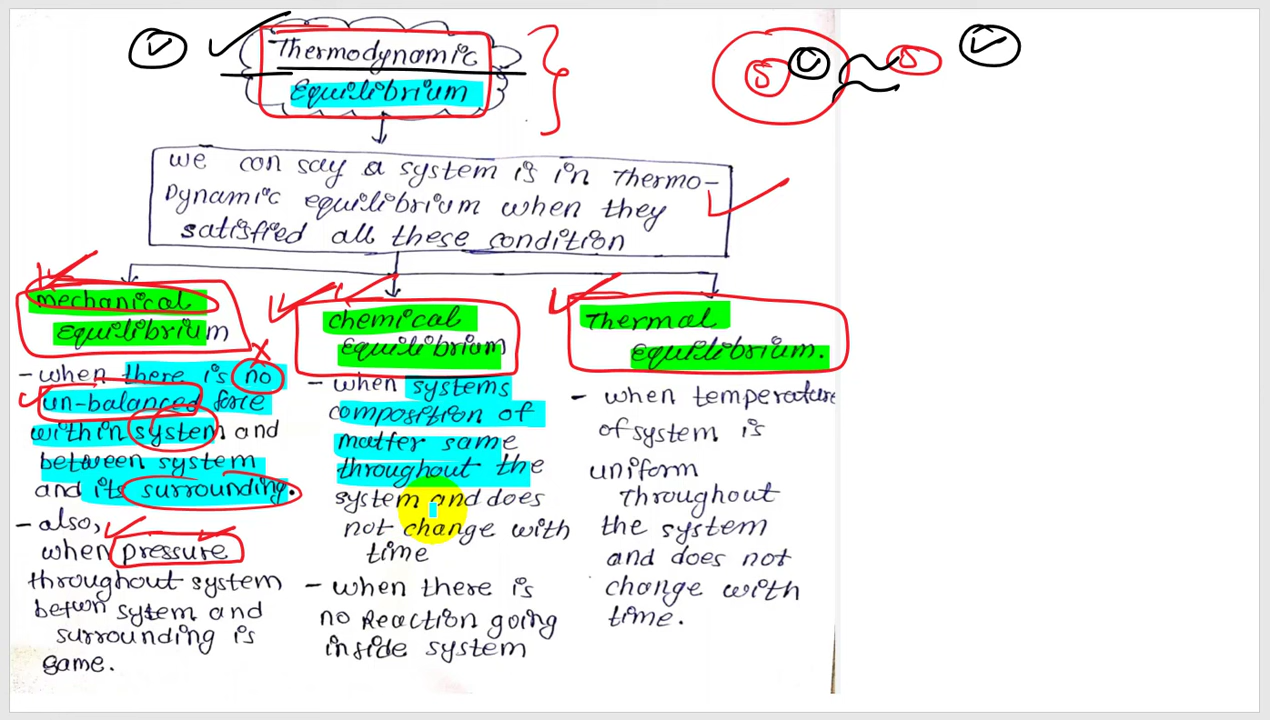 Thermodynamic
Equilibrium
S
S
we can say a system is in Thermo-
Dynamic equilibrium when they
satisfied all these condition
mechanical
Equilibrium
- when there is no
un-balanced force
within system and
between system
and its surrounding.
- also,
when pressure
throughout system
betwn sytem and
surrounding is
same.
chemical
Equilibrium
- when systems
composition of
matter same
throughout the
system and does
not change with
time
- when there is
no Reaction going
inside system
Thermal
Equilibrium.
- when temperature
of system is
uniform
Throughout
the system
and does not
change with
time.